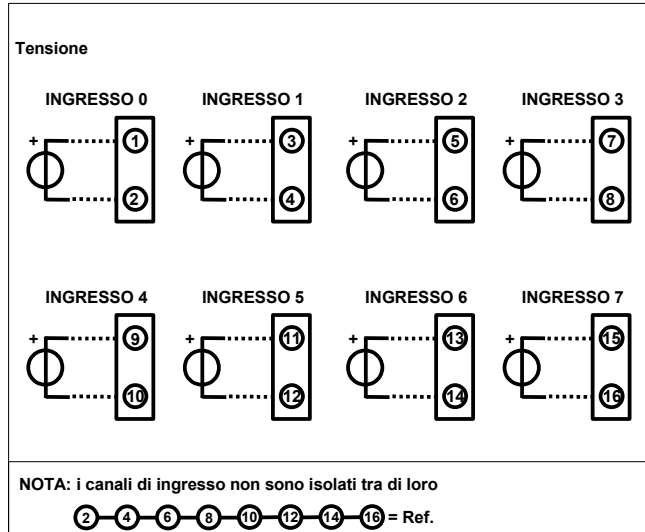 Tensione
INGRESSO 0 INGRESSO 1 INGRESSO 2 INGRESSO 3
+ 1 + 3 + 5 + 7
2 4 6 8
INGRESSO 4 INGRESSO 5 INGRESSO 6 INGRESSO 7
+ 9 + 11 + 13 + 15
10 12 14 16
NOTA: i canali di ingresso non sono isolati tra di loro
2 4 6 8 10 12 14 16 = Ref.